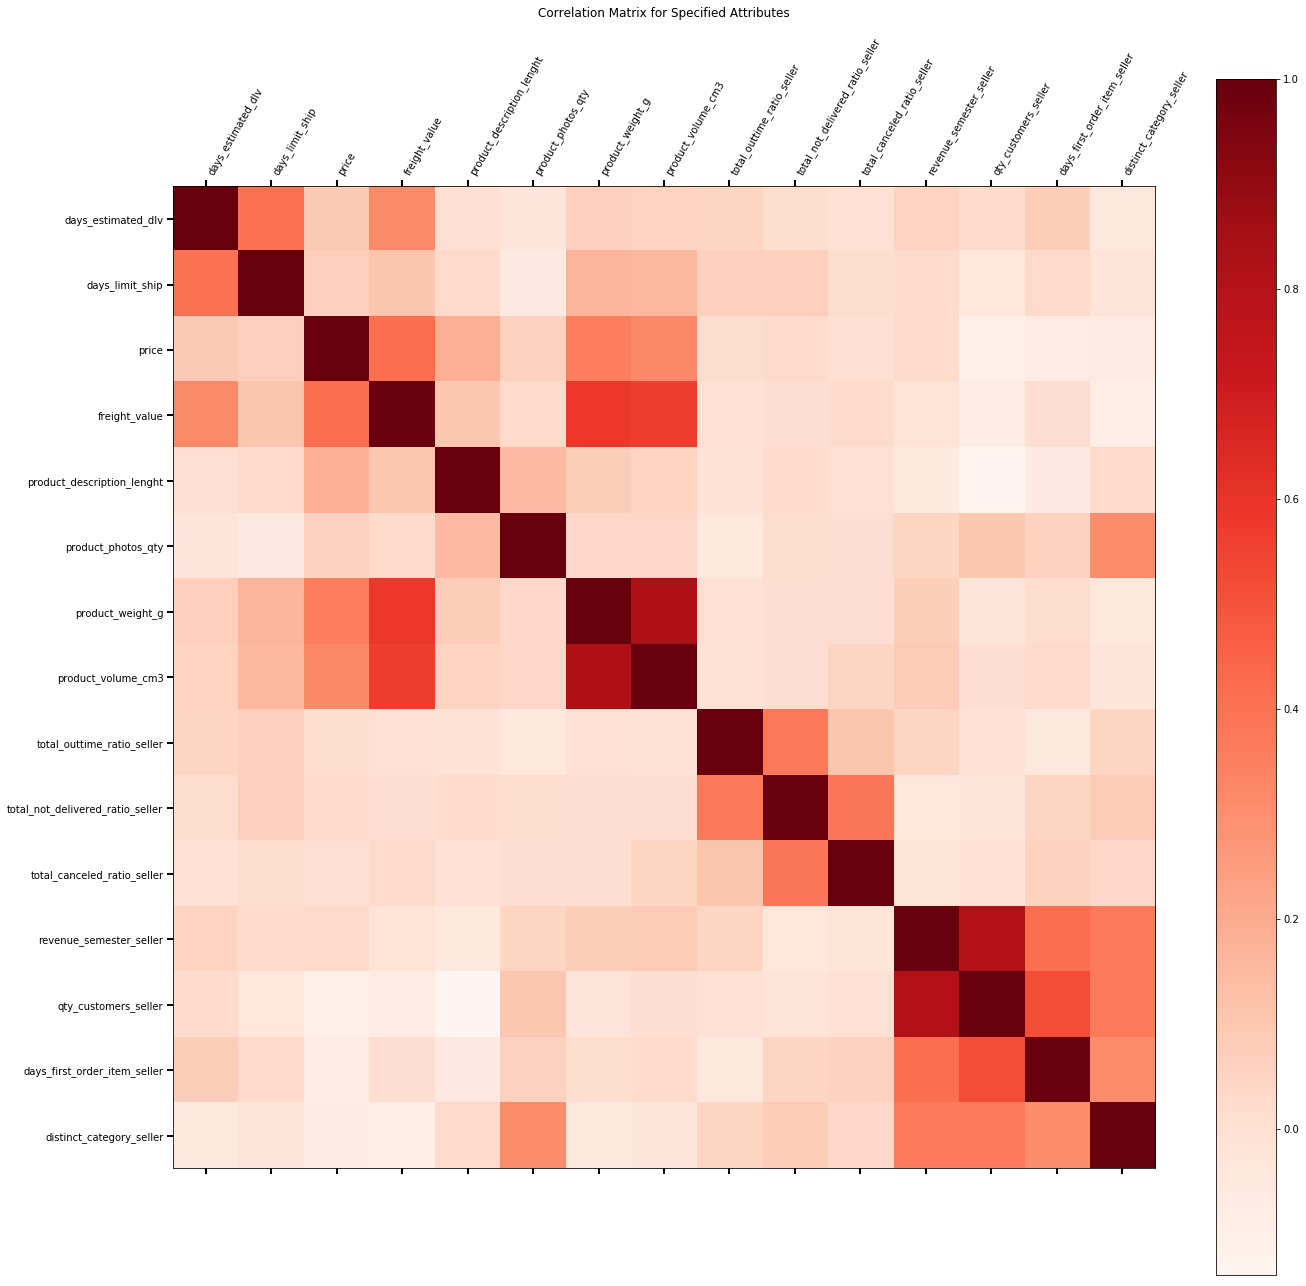 Correlation Matrix for Specified Attributes
days_estimated_dlv
days_limit_ship
price
freight_value
product_description_lenght
product_photos_qty
product_weight_g
product_volume_cm3
total_outtime_ratio_seller
total_not_delivered_ratio_seller
total_canceled_ratio_seller
revenue_semester_seller
qty_customers_seller
days_first_order_item_seller
distinct_category_seller
days_estimated_dlv
days_limit_ship
price
freight_value
product_description_lenght
product_photos_qty
product_weight_g
product_volume_cm3
total_outtime_ratio_seller
total_not_delivered_ratio_seller
total_canceled_ratio_seller
revenue_semester_seller
qty_customers_seller
days_first_order_item_seller
distinct_category_seller
1.0
0.8
0.6
0.4
0.2
0.0